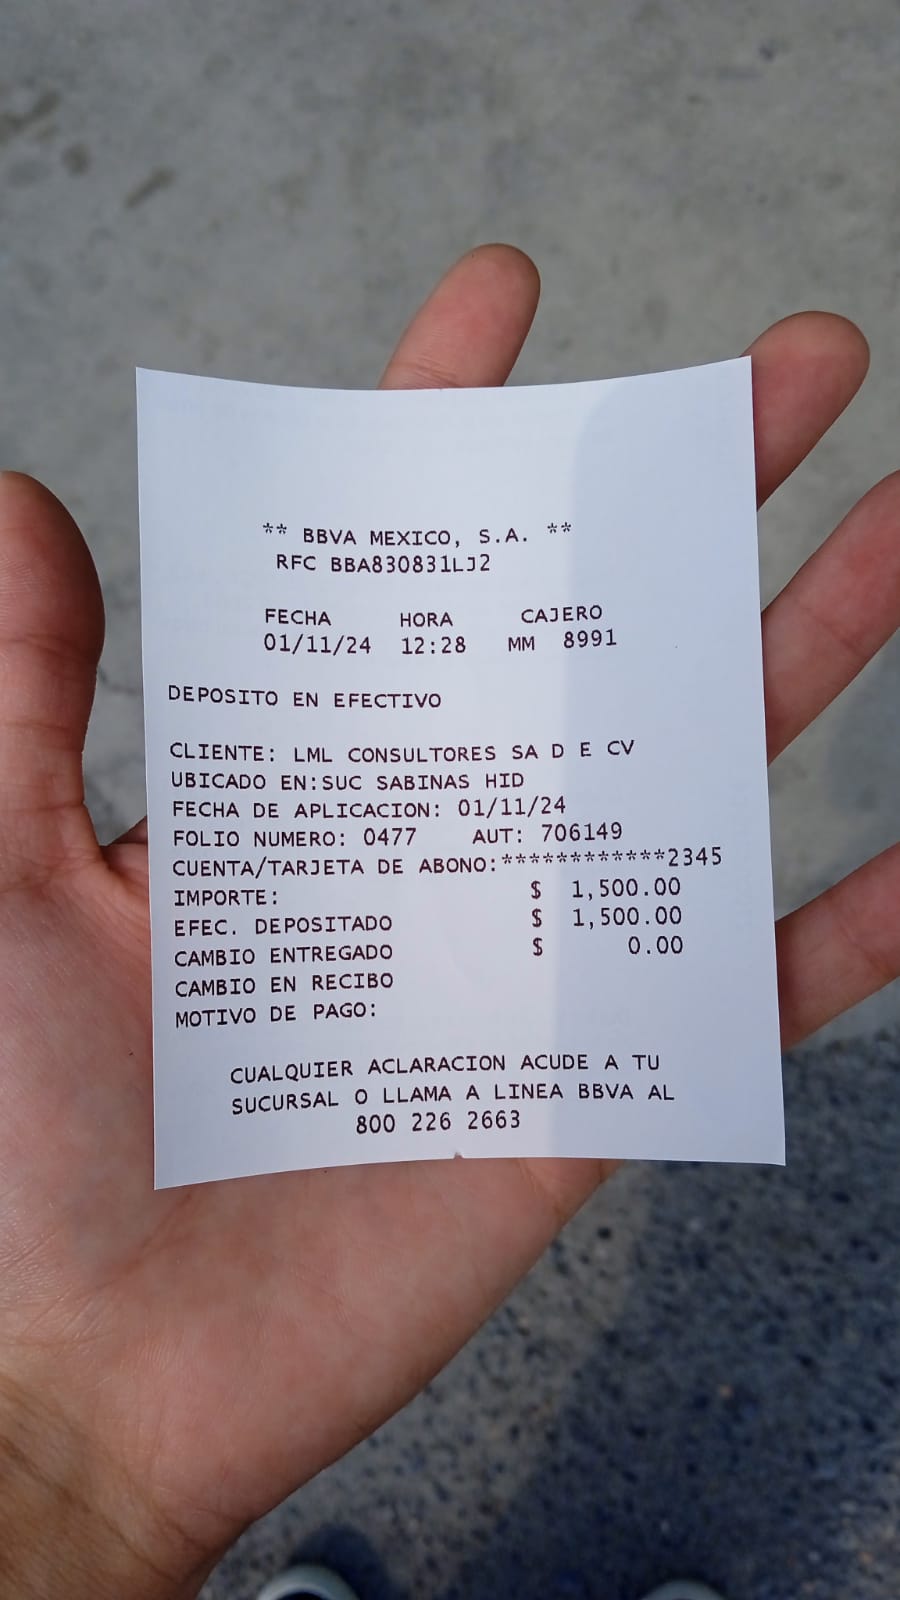 ** BBVA MEXICO, S.A. **
RFC BBA830831LJ2
FECHA HORA CAJERO
01/11/24 12:28 MM 8991
DEPOSITO EN EFECTIVO
CLIENTE: LML CONSULTORES SA D E CV
UBICADO EN:SUC SABINAS HID
FECHA DE APLICACION: 01/11/24
FOLIO NUMERO: 0477 AUT: 706149
CUENTA/TARJETA DE ABONO:************2345
IMPORTE: $ 1,500.00
EFEC. DEPOSITADO $ 1,500.00
CAMBIO ENTREGADO $ 0.00
CAMBIO EN RECIBO
MOTIVO DE PAGO:
CUALQUIER ACLARACION ACUDE A TU
SUCURSAL O LLAMA A LINEA BBVA AL
800 226 2663